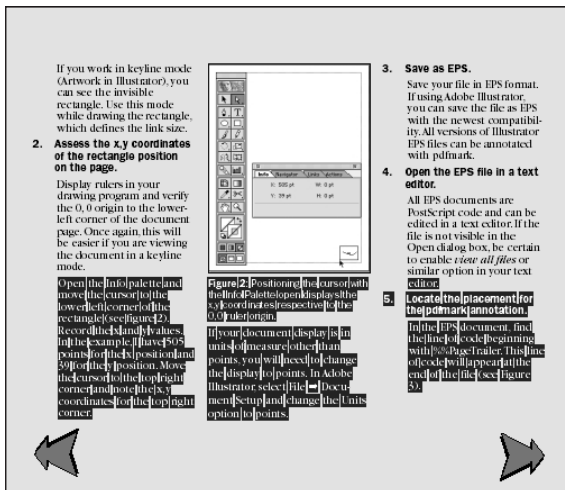 If you work in keyline mode
(Artwork in Illustrator), you
can see the invisible
rectangle. Use this mode
while drawing the rectangle,
which defines the link size.
2. Assess the x,y coordinates
of the rectangle position
on the page.
Display rulers in your
drawing program and verify
the 0, 0 origin to the lower-
left corner of the document
page. Once again, this will
be easier if you are viewing
the document in a keyline
mode.
Open the Info palette and
move the cursor to the
lower left corner of the
rectangle (see figure 2).
Record the x and y values.
In the example, I have 505
points for the x position and
39 for the y position. Move
the cursor to the top right
corner and note the x,y
coordinates for the top right
corner.
Info Navigator Links Actions
X: 505 pt W: 0 pt
Y: 39 pt H: 0 pt
Figure 2: Positioning the cursor with
the Info Palette open displays the
x,y coordinates respective to the
0,0 ruler origin.
If your document display is in
units of measure other than
points, you will need to change
the display to points. In Adobe
Illustrator select File ➡ Docu-
ment Setup and change the Units
option to points.
3. Save as EPS.
Save your file in EPS format.
If using Adobe Illustrator,
you can save the file as EPS
with the newest compatibil-
ity. All versions of Illustrator
EPS files can be annotated
with pdfmark.
4. Open the EPS file in a text
editor.
All EPS documents are
PostScript code and can be
edited in a text editor. If the
file is not visible in the
Open dialog box, be certain
to enable view all files or
similar option in your text
editor.
5. Locate the placement for
the pdfmark annotation.
In the EPS document, find
the line of code beginning
with %%PageTrailer. This line
of code will appear at the
end of the file (see Figure
3).